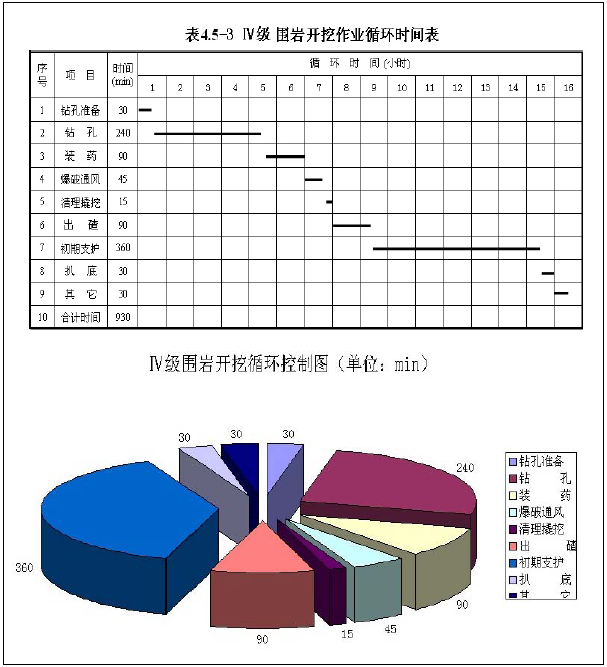 表4.5-3 Ⅳ级 围岩开挖作业循环时间表
序号 项 目 时间(min) 循 环 时 间 (小时)
1 2 3 4 5 6 7 8 9 10 11 12 13 14 15 16
1 钻孔准备 30
2 钻 孔 240
3 装 药 90
4 爆破通风 45
5 清理撬挖 15
6 出 碴 90
7 初期支护 360
8 扒 底 30
9 其 它 30
10 合计时间 930
Ⅳ级围岩开挖循环控制图（单位：min）
30 30 30
240
360
90
45
15
90
钻孔准备
钻 孔
装 药
爆破通风
清理撬挖
出 碴
初期支护
扒 底
其 它